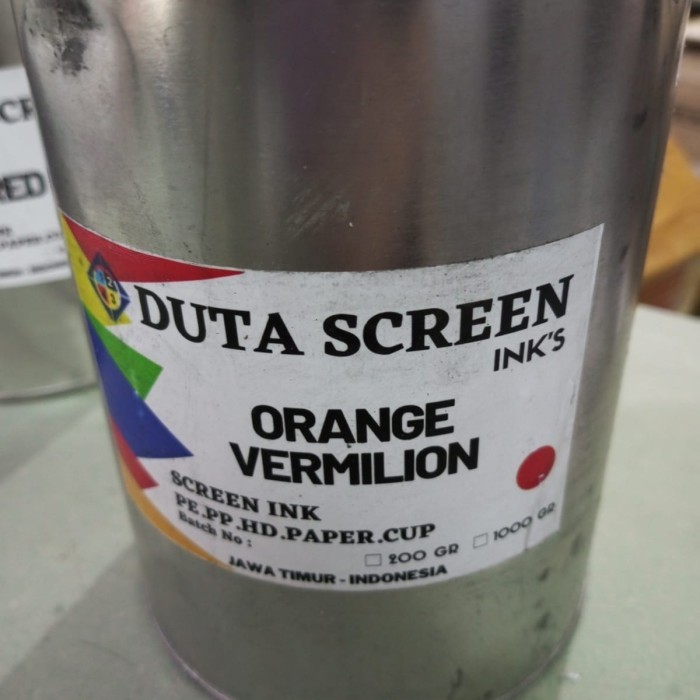 DUTA SCREEN
INK'S
ORANGE
VERMILION
SCREEN INK
PE.PP.HD.PAPER.CUP
Batch No :
200 GR 1000 GR
JAWA TIMUR - INDONESIA
RED